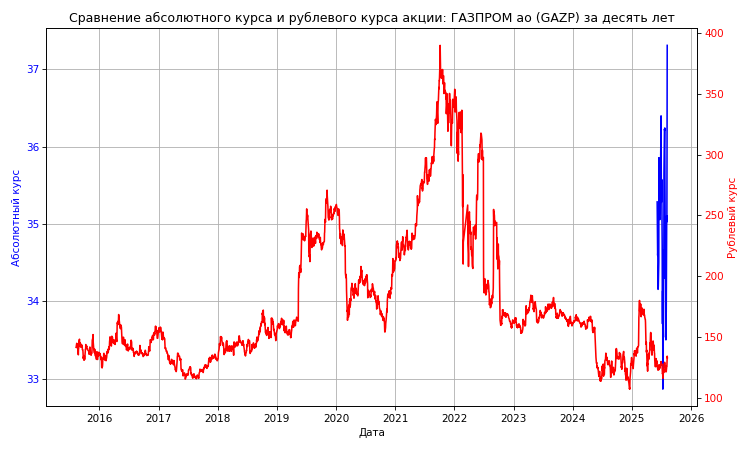 Сравнение абсолютного курса и рублевого курса акции: ГАЗПРОМ ао (GAZP) за десять лет
Абсолютный курс
37
36
35
34
33
400
350
300
250
200
150
100
Рублевый курс
2016 2017 2018 2019 2020 2021 2022 2023 2024 2025 2026
Дата